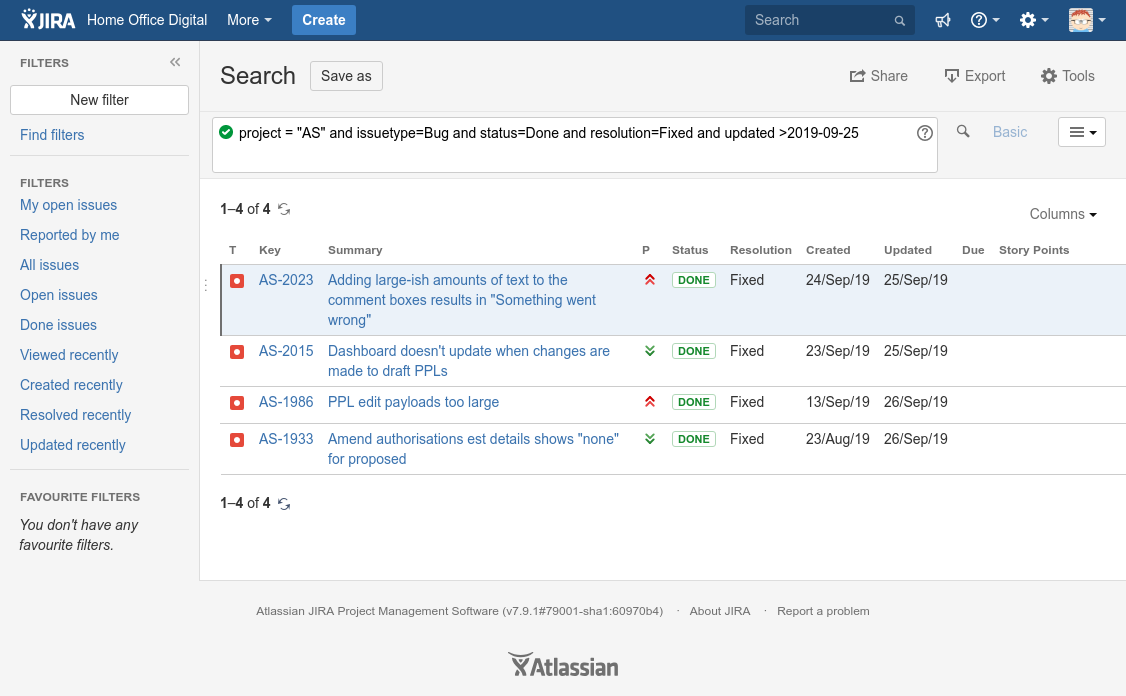 JIRA Home Office Digital More Create Search
FILTERS
New filter
Find filters
FILTERS
My open issues
Reported by me
All issues
Open issues
Done issues
Viewed recently
Created recently
Resolved recently
Updated recently
FAVOURITE FILTERS
You don't have any
favourite filters.
Search Save as Share Export Tools
project = "AS" and issuetype=Bug and status=Done and resolution=Fixed and updated >2019-09-25 Basic
1–4 of 4
Columns
T Key Summary P Status Resolution Created Updated Due Story Points
AS-2023 Adding large-ish amounts of text to the DONE Fixed 24/Sep/19 25/Sep/19
comment boxes results in "Something went
wrong"
AS-2015 Dashboard doesn't update when changes are DONE Fixed 23/Sep/19 25/Sep/19
made to draft PPLs
AS-1986 PPL edit payloads too large DONE Fixed 13/Sep/19 26/Sep/19
AS-1933 Amend authorisations est details shows "none" DONE Fixed 23/Aug/19 26/Sep/19
for proposed
1–4 of 4
Atlassian JIRA Project Management Software (v7.9.1#79001-sha1:60970b4) · About JIRA · Report a problem
Atlassian